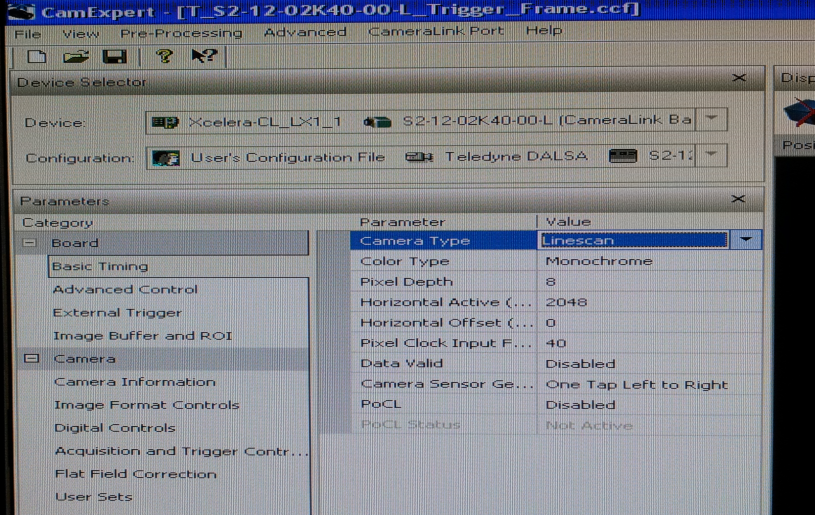 CamExpert - [T_S2-12-02K40-00-L_Trigger_Frame.ccf]
File View Pre-Processing Advanced CameraLink Port Help
Device Selector
Disp
Device: Xcelera-CL_LX1_1 S2-12-02K40-00-L (CameraLink Ba
Configuration: User's Configuration File Teledyne DALSA S2-12
Posi
Parameters
Category Parameter Value
Board Camera Type Linescan
Basic Timing Color Type Monochrome
Advanced Control Pixel Depth 8
External Trigger Horizontal Active (... 2048
Image Buffer and ROI Horizontal Offset (... 0
Camera Pixel Clock Input F... 40
Camera Information Data Valid Disabled
Image Format Controls Camera Sensor Ge... One Tap Left to Right
Digital Controls PoCL Disabled
Acquisition and Trigger Contr... PoCL Status Not Active
Flat Field Correction
User Sets